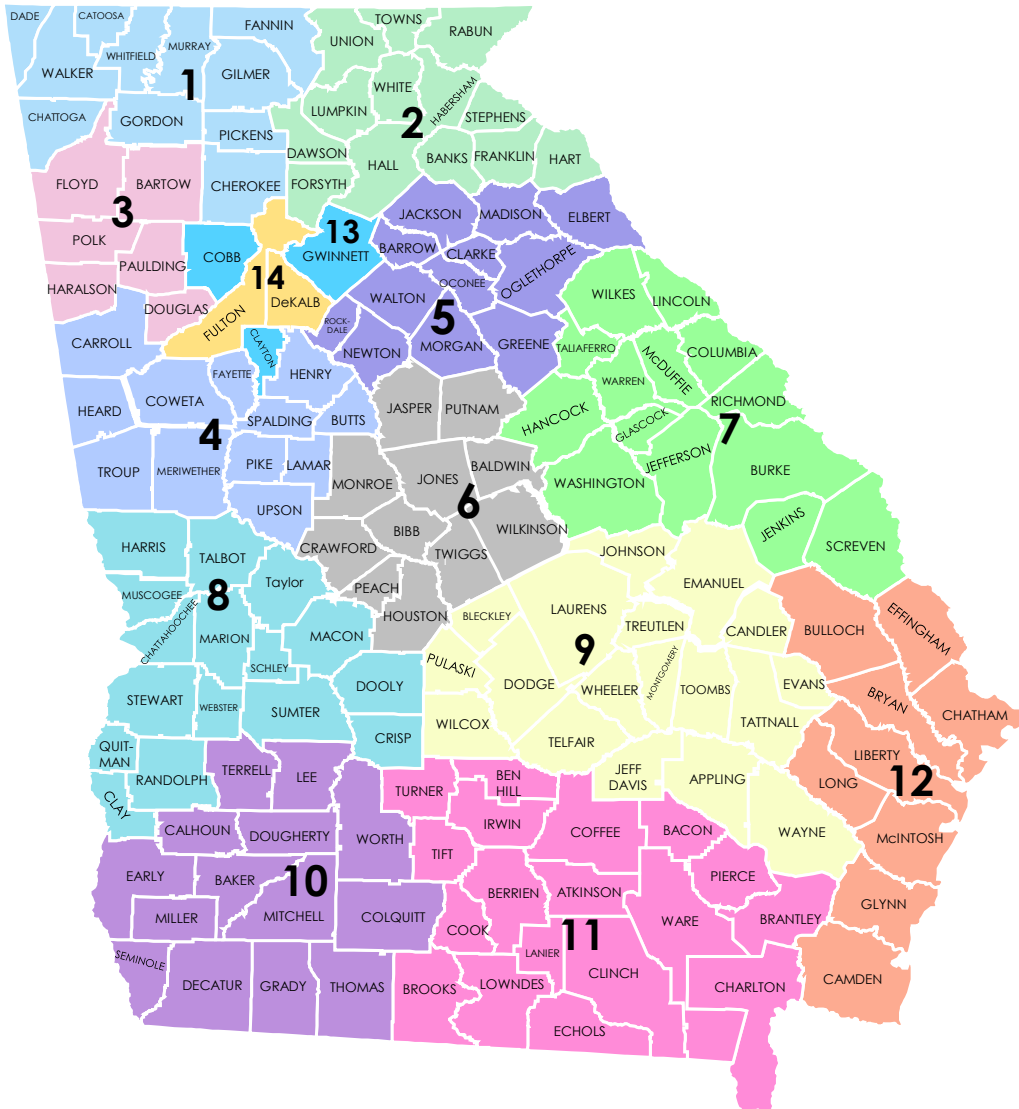 DADE
CATOOSA
FANNIN
TOWNS
UNION
RABUN
WHITFIELD
MURRAY
WALKER
1
GILMER
WHITE
HABERSHAM
LUMPKIN
2
STEPHENS
CHATTOGA
GORDON
PICKENS
DAWSON
HALL
BANKS
FRANKLIN
HART
FLOYD
BARTOW
CHEROKEE
FORSYTH
3
JACKSON
MADISON
ELBERT
13
POLK
COBB
GWINNETT
BARROW
CLARKE
OGLETHORPE
PAULDING
14
HARALSON
DeKALB
WALTON
OCONEE
WILKES
LINCOLN
DOUGLAS
FULTON
ROCK-
DALE
5
CARROLL
CLAYTON
NEWTON
MORGAN
GREENE
TALIAFERRO
McDUFFIE
COLUMBIA
FAYETTE
HENRY
WARREN
HEARD
COWETA
SPALDING
BUTTS
JASPER
PUTNAM
HANCOCK
GLASCOCK
RICHMOND
4
7
TROUP
MERIWETHER
PIKE
LAMAR
MONROE
JONES
BALDWIN
WASHINGTON
JEFFERSON
BURKE
6
UPSON
BIBB
WILKINSON
JENKINS
SCREVEN
HARRIS
TALBOT
CRAWFORD
TWIGGS
JOHNSON
Taylor
PEACH
EMANUEL
MUSCOGEE
8
HOUSTON
BLECKLEY
LAURENS
TREUTLEN
CANDLER
BULLOCH
EFFINGHAM
CHATTAHOOCHEE
MARION
MACON
9
SCHLEY
PULASKI
DODGE
WHEELER
MONTGOMERY
TOOMBS
EVANS
BRYAN
STEWART
WEBSTER
SUMTER
DOOLY
WILCOX
TATTNALL
CHATHAM
CRISP
TELFAIR
QUIT-
MAN
RANDOLPH
TERRELL
LEE
TURNER
BEN
HILL
JEFF
DAVIS
APPLING
LIBERTY
LONG
12
CLAY
CALHOUN
DOUGHERTY
WORTH
IRWIN
COFFEE
BACON
WAYNE
McINTOSH
TIFT
EARLY
BAKER
10
BERRIEN
ATKINSON
PIERCE
MILLER
MITCHELL
COLQUITT
COOK
11
WARE
BRANTLEY
GLYNN
SEMINOLE
LANIER
DECATUR
GRADY
THOMAS
BROOKS
LOWNDES
CLINCH
CHARLTON
CAMDEN
ECHOLS